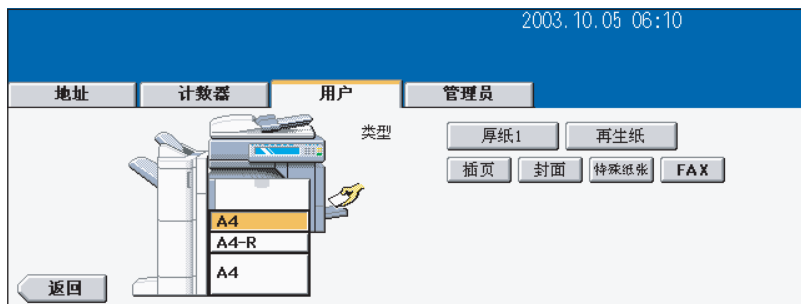 2003.10.05 06:10
地址 计数器 用户 管理员
类型 厚纸1 再生纸
插页 封面 特殊纸张 FAX
A4
A4-R
A4
返回